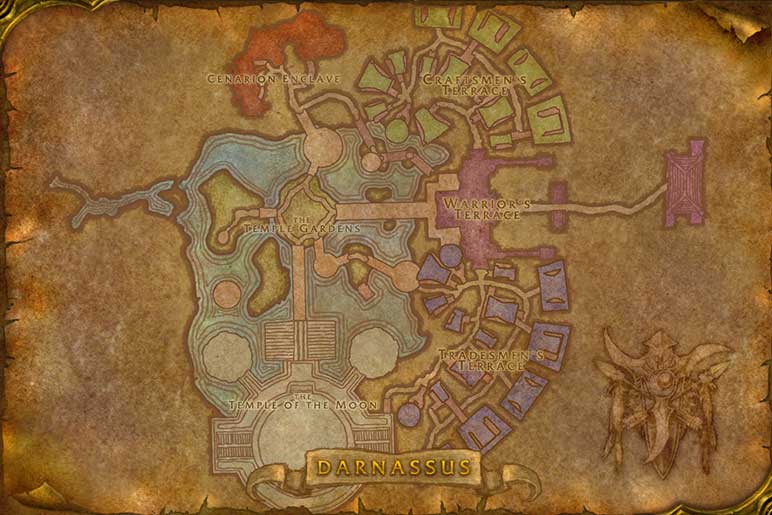 CENARION ENCLAVE
CRAFTSMEN'S
TERRACE
WARRIOR'S
TERRACE
THE
TEMPLE GARDENS
TRADESMEN'S
TERRACE
THE
TEMPLE OF THE MOON
DARNASSUS